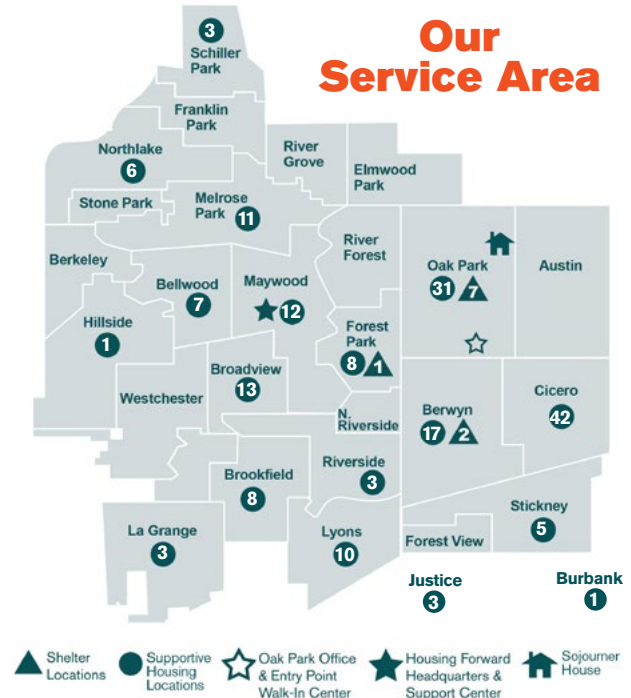 Our
Service Area
3
Schiller
Park
Franklin
Park
River
Grove
Northlake
6
Elmwood
Park
Stone Park
Melrose
Park
11
River
Forest
Berkeley
Oak Park
31
7
Austin
Bellwood
7
Maywood
12
Hillside
1
Forest
Park
8
1
Broadview
13
Westchester
Cicero
42
Berwyn
17
2
N.
Riverside
Riverside
3
Brookfield
8
Stickney
5
La Grange
3
Lyons
10
Forest View
Justice
3
Burbank
1
Shelter
Locations
Supportive
Housing
Locations
Oak Park Office
& Entry Point
Walk-In Center
Housing Forward
Headquarters &
Support Center
Sojourner
House